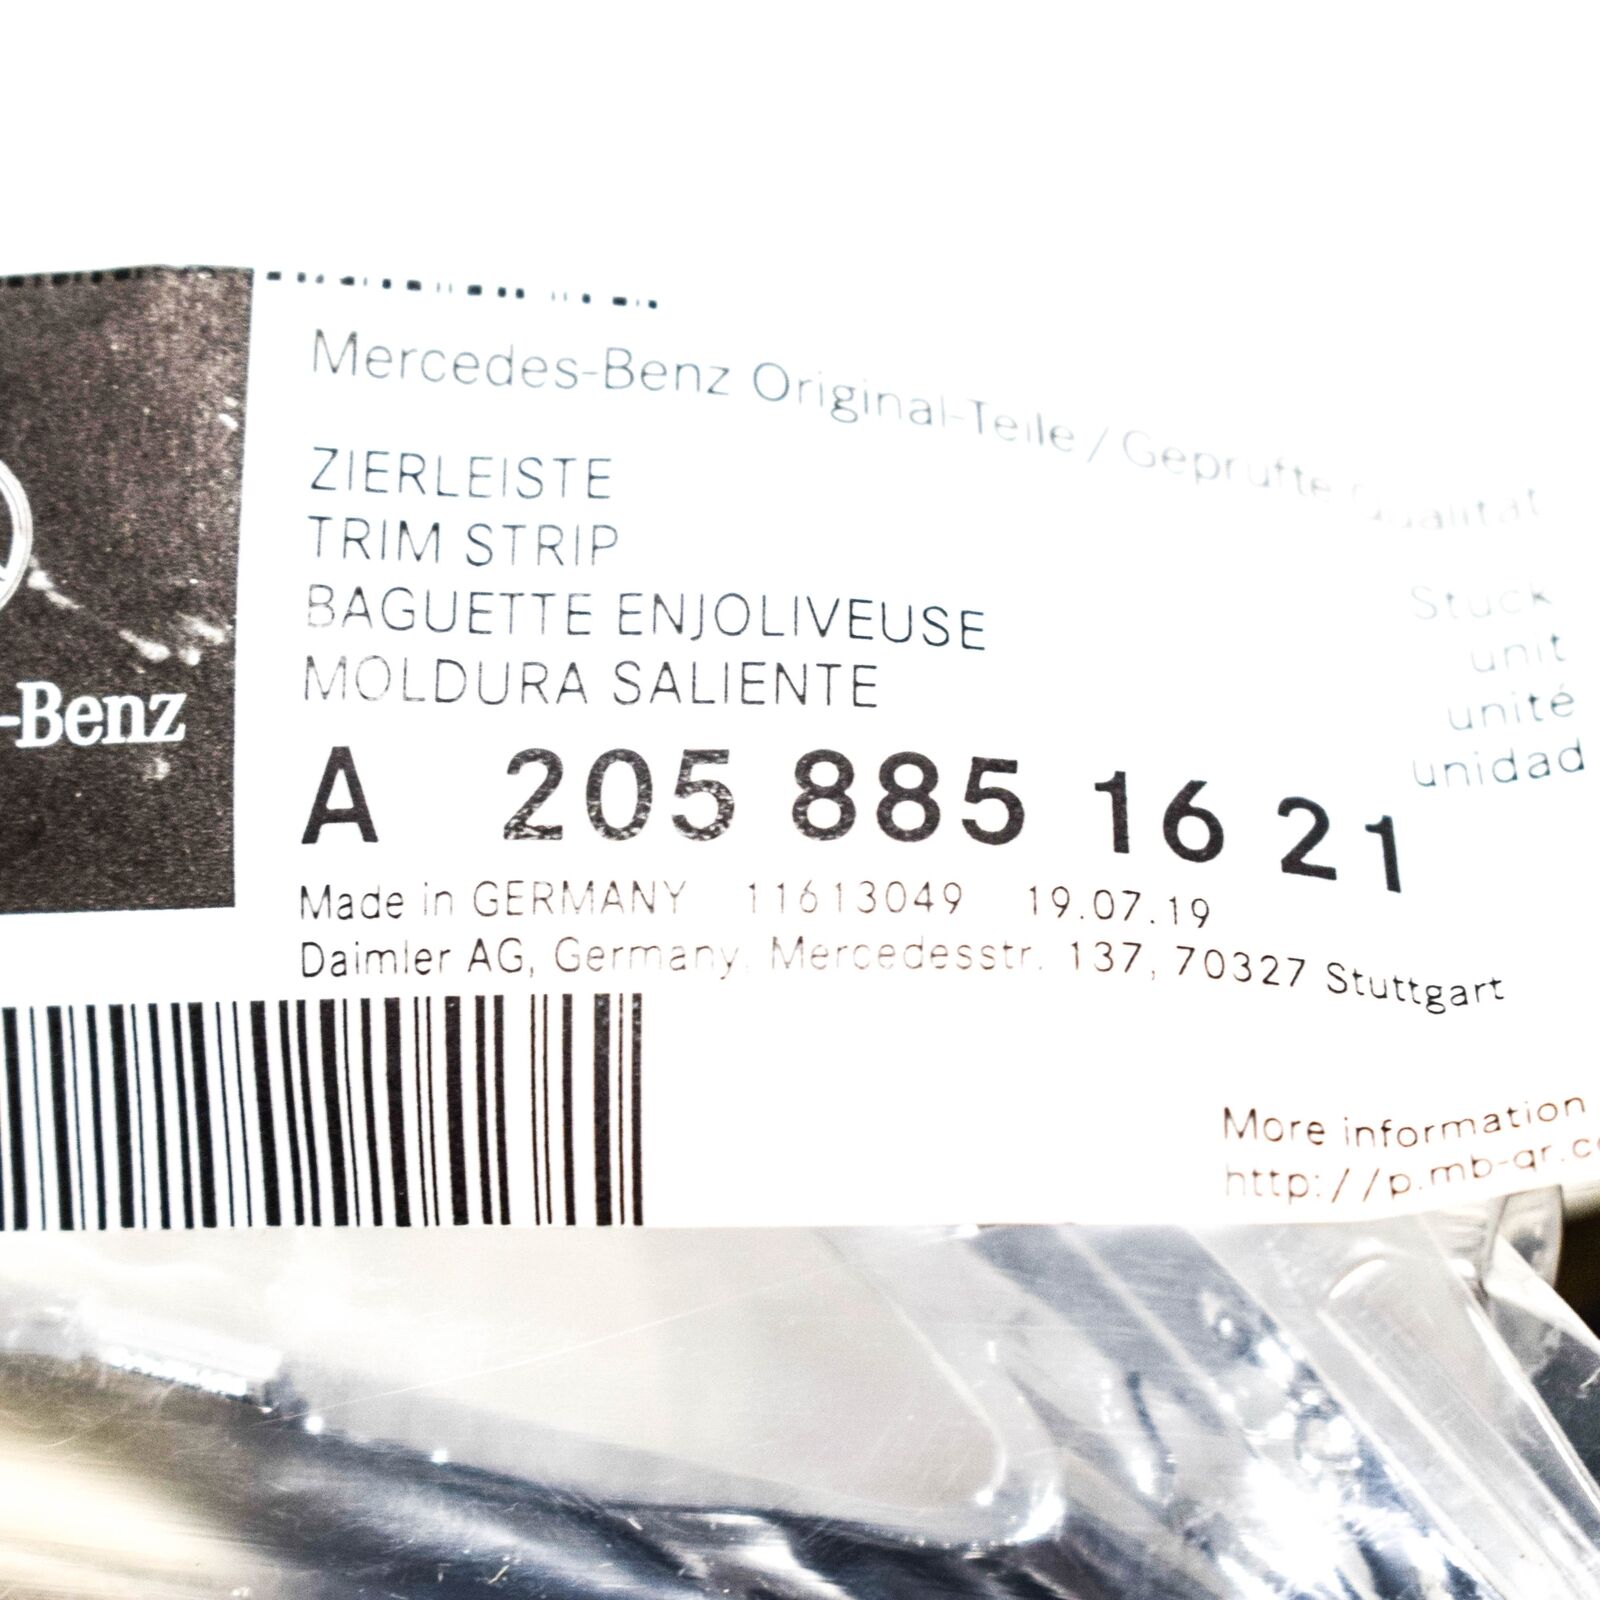 Mercedes-Benz Original-Teile / Geprüfte Qualität
ZIERLEISTE
TRIM STRIP
BAGUETTE ENJOLIVEUSE
MOLDURA SALIENTE
Stück
unit
unité
unidad
-Benz
A 205 885 16 21
Made in GERMANY 11613049 19.07.19
Daimler AG, Germany, Mercedesstr. 137, 70327 Stuttgart
More information
http://p.mb-qr.c